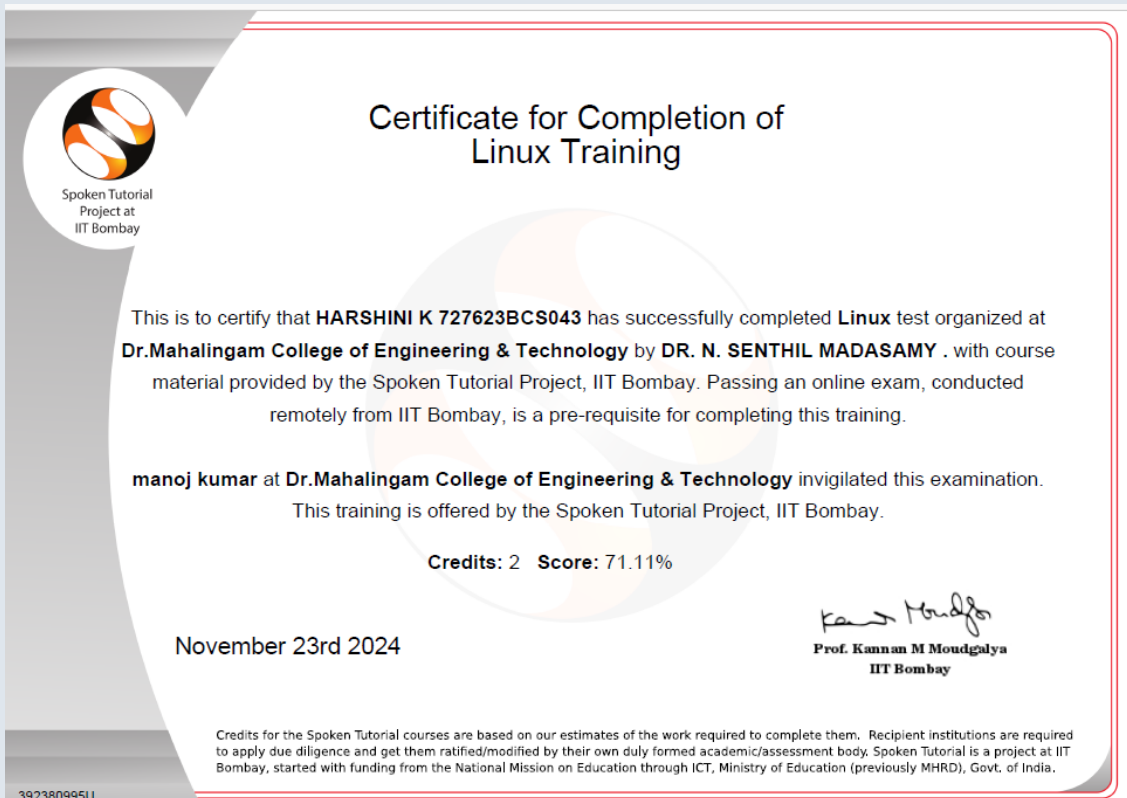 Spoken Tutorial
Project at
IIT Bombay
Certificate for Completion of
Linux Training
This is to certify that HARSHINI K 727623BCS043 has successfully completed Linux test organized at
Dr.Mahalingam College of Engineering & Technology by DR. N. SENTHIL MADASAMY . with course
material provided by the Spoken Tutorial Project, IIT Bombay. Passing an online exam, conducted
remotely from IIT Bombay, is a pre-requisite for completing this training.
manoj kumar at Dr.Mahalingam College of Engineering & Technology invigilated this examination.
This training is offered by the Spoken Tutorial Project, IIT Bombay.
Credits: 2 Score: 71.11%
November 23rd 2024
Prof. Kannan M Moudgalya
IIT Bombay
Credits for the Spoken Tutorial courses are based on our estimates of the work required to complete them. Recipient institutions are required
to apply due diligence and get them ratified/modified by their own duly formed academic/assessment body. Spoken Tutorial is a project at IIT
Bombay, started with funding from the National Mission on Education through ICT, Ministry of Education (previously MHRD), Govt. of India.